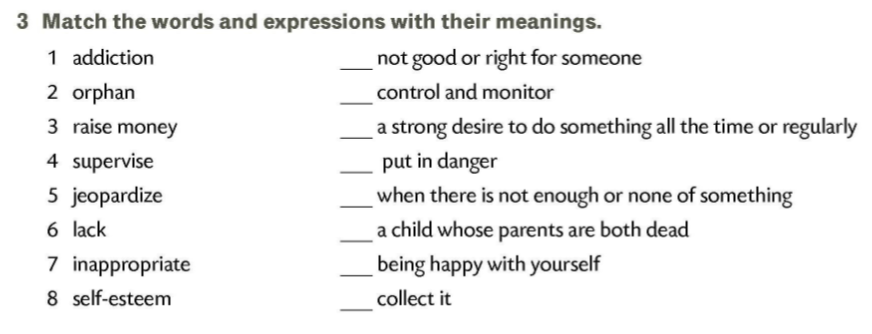 3 Match the words and expressions with their meanings.
1 addiction ___ not good or right for someone
2 orphan ___ control and monitor
3 raise money ___ a strong desire to do something all the time or regularly
4 supervise ___ put in danger
5 jeopardize ___ when there is not enough or none of something
6 lack ___ a child whose parents are both dead
7 inappropriate ___ being happy with yourself
8 self-esteem ___ collect it